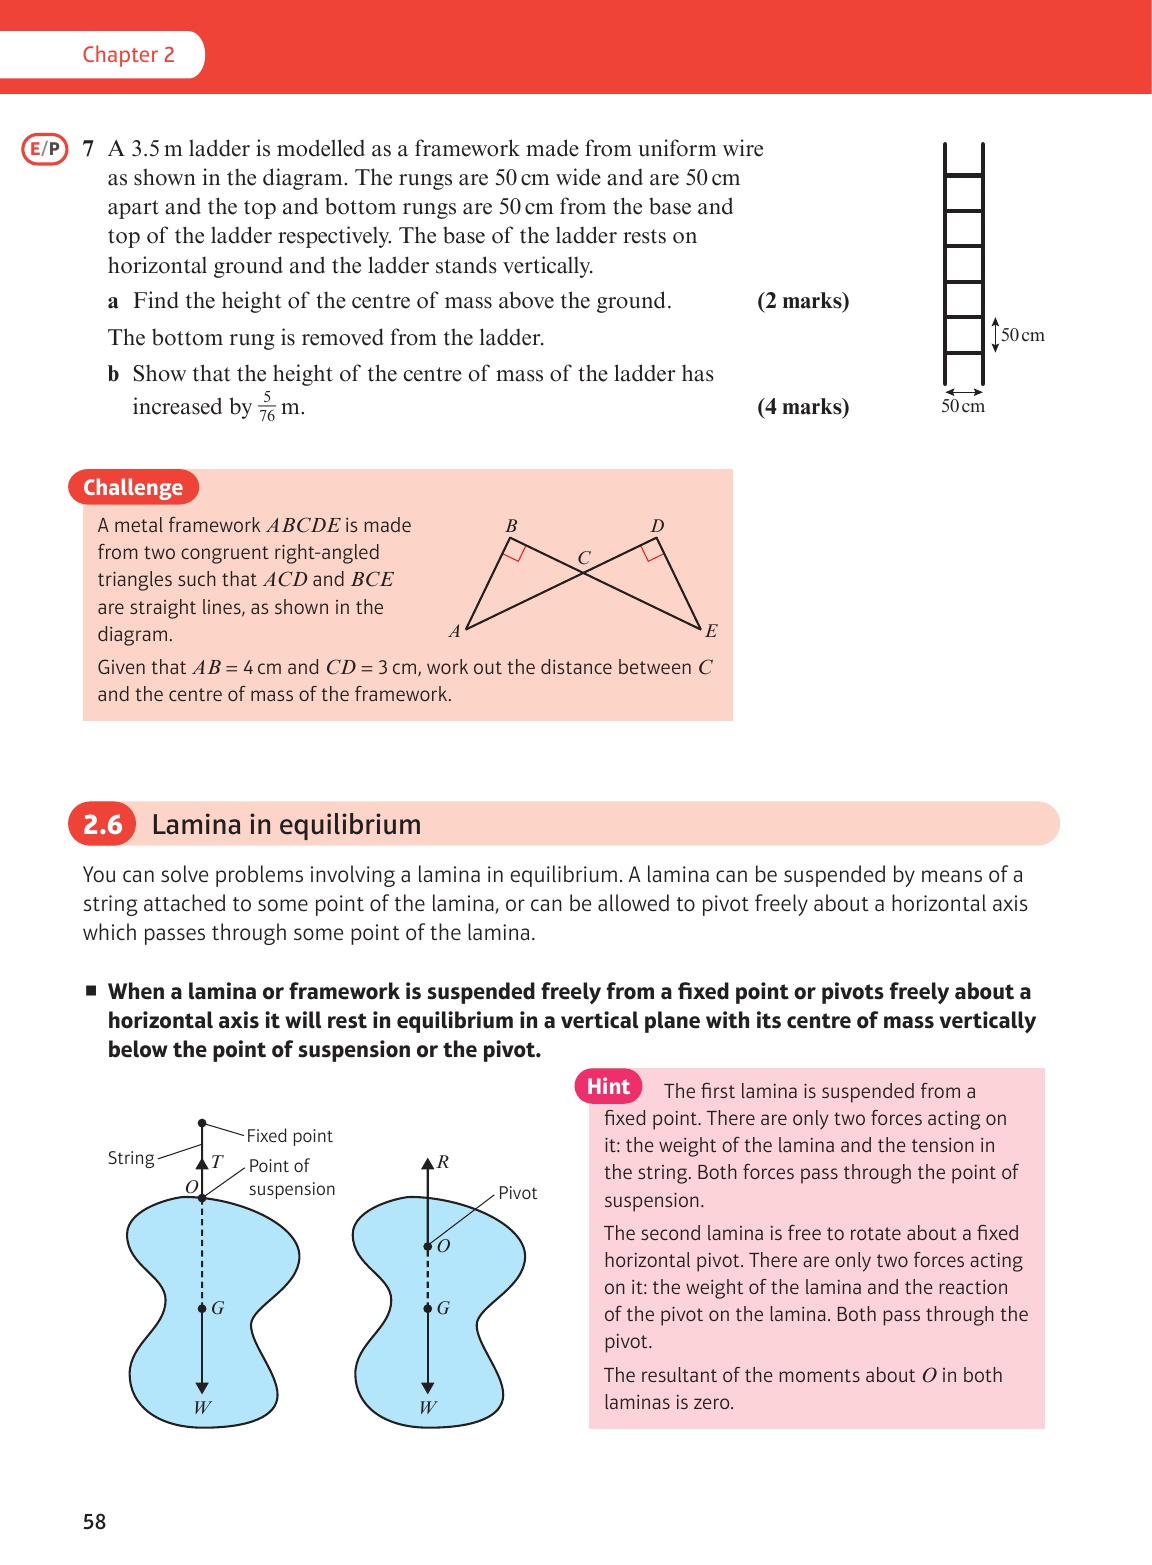 Chapter 2
E/P
7 A 3.5 m ladder is modelled as a framework made from uniform wire
as shown in the diagram. The rungs are 50 cm wide and are 50 cm
apart and the top and bottom rungs are 50 cm from the base and
top of the ladder respectively. The base of the ladder rests on
horizontal ground and the ladder stands vertically.
a Find the height of the centre of mass above the ground. (2 marks)
The bottom rung is removed from the ladder.
b Show that the height of the centre of mass of the ladder has
increased by 5/76 m. (4 marks)
50 cm
50 cm
Challenge
A metal framework ABCDE is made
from two congruent right-angled
triangles such that ACD and BCE
are straight lines, as shown in the
diagram.
B
D
C
A
E
Given that AB = 4 cm and CD = 3 cm, work out the distance between C
and the centre of mass of the framework.
2.6 Lamina in equilibrium
You can solve problems involving a lamina in equilibrium. A lamina can be suspended by means of a
string attached to some point of the lamina, or can be allowed to pivot freely about a horizontal axis
which passes through some point of the lamina.
■ When a lamina or framework is suspended freely from a fixed point or pivots freely about a
horizontal axis it will rest in equilibrium in a vertical plane with its centre of mass vertically
below the point of suspension or the pivot.
Fixed point
String
T
Point of
suspension
O
G
W
R
Pivot
O
G
W
Hint The first lamina is suspended from a
fixed point. There are only two forces acting on
it: the weight of the lamina and the tension in
the string. Both forces pass through the point of
suspension.
The second lamina is free to rotate about a fixed
horizontal pivot. There are only two forces acting
on it: the weight of the lamina and the reaction
of the pivot on the lamina. Both pass through the
pivot.
The resultant of the moments about O in both
laminas is zero.
58